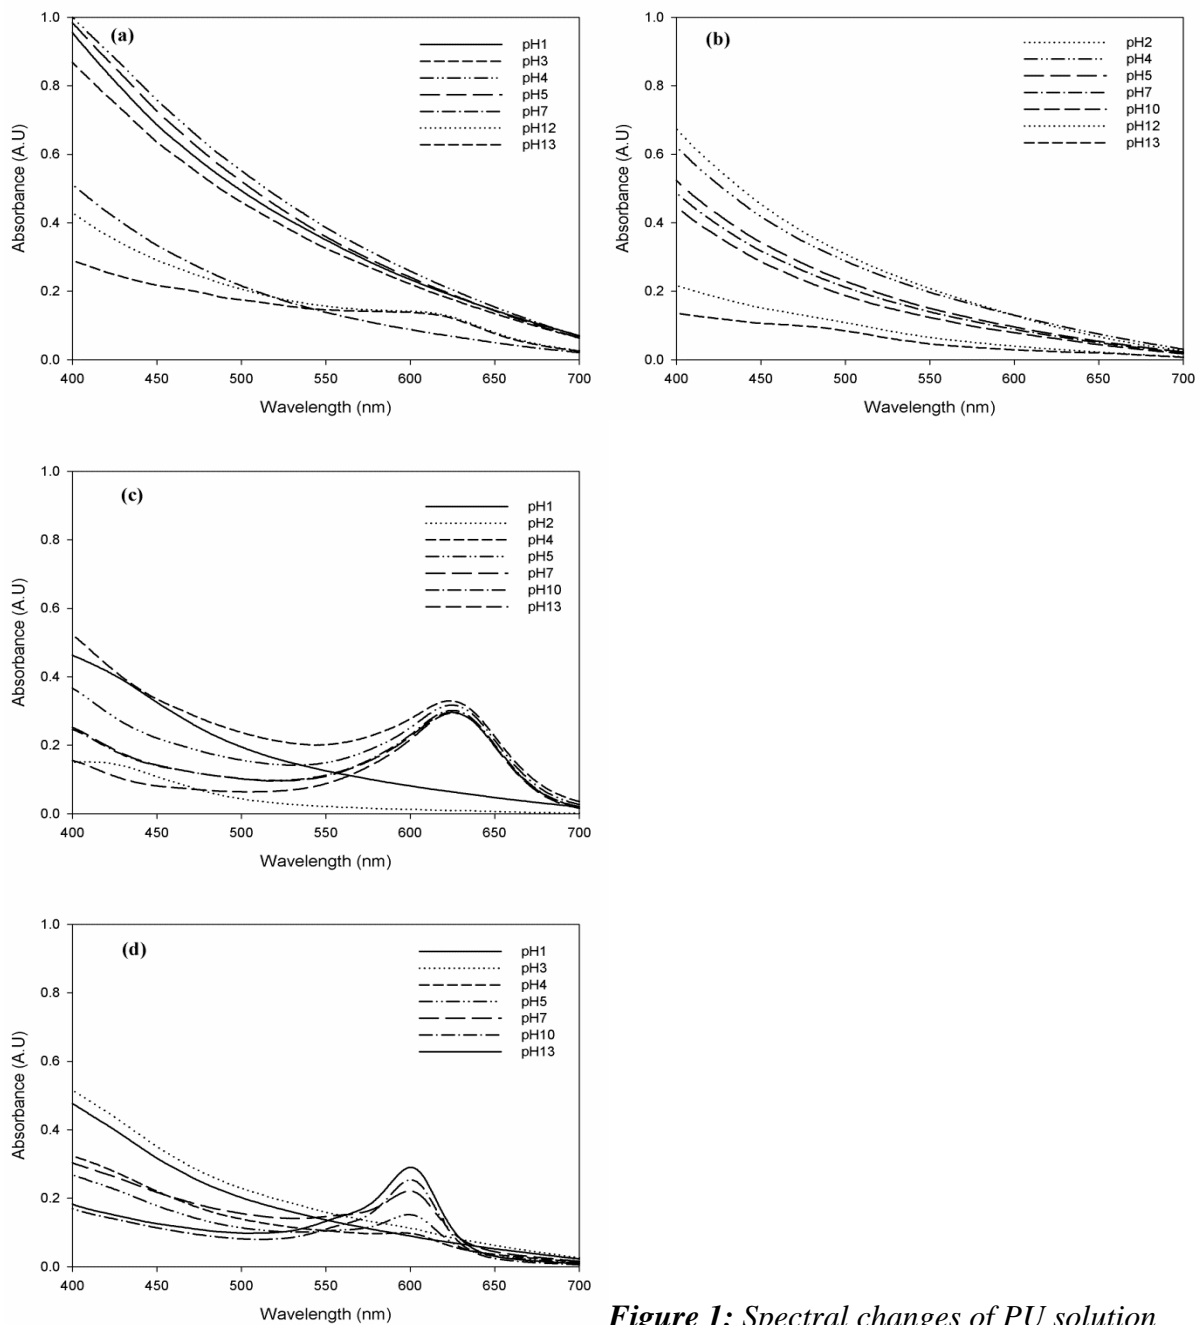 (a)
pH1
pH3
pH4
pH5
pH7
pH12
pH13
1.0
0.8
0.6
0.4
0.2
0.0
Absorbance (A.U)
400 450 500 550 600 650 700
Wavelength (nm)
(b)
pH2
pH4
pH5
pH7
pH10
pH12
pH13
1.0
0.8
0.6
0.4
0.2
0.0
Absorbance (A.U)
400 450 500 550 600 650 700
Wavelength (nm)
(c)
pH1
pH2
pH4
pH5
pH7
pH10
pH13
1.0
0.8
0.6
0.4
0.2
0.0
Absorbance (A.U)
400 450 500 550 600 650 700
Wavelength (nm)
(d)
pH1
pH3
pH4
pH5
pH7
pH10
pH13
1.0
0.8
0.6
0.4
0.2
0.0
Absorbance (A.U)
400 450 500 550 600 650 700
Wavelength (nm)
Figure 1: Spectral changes of PU solution